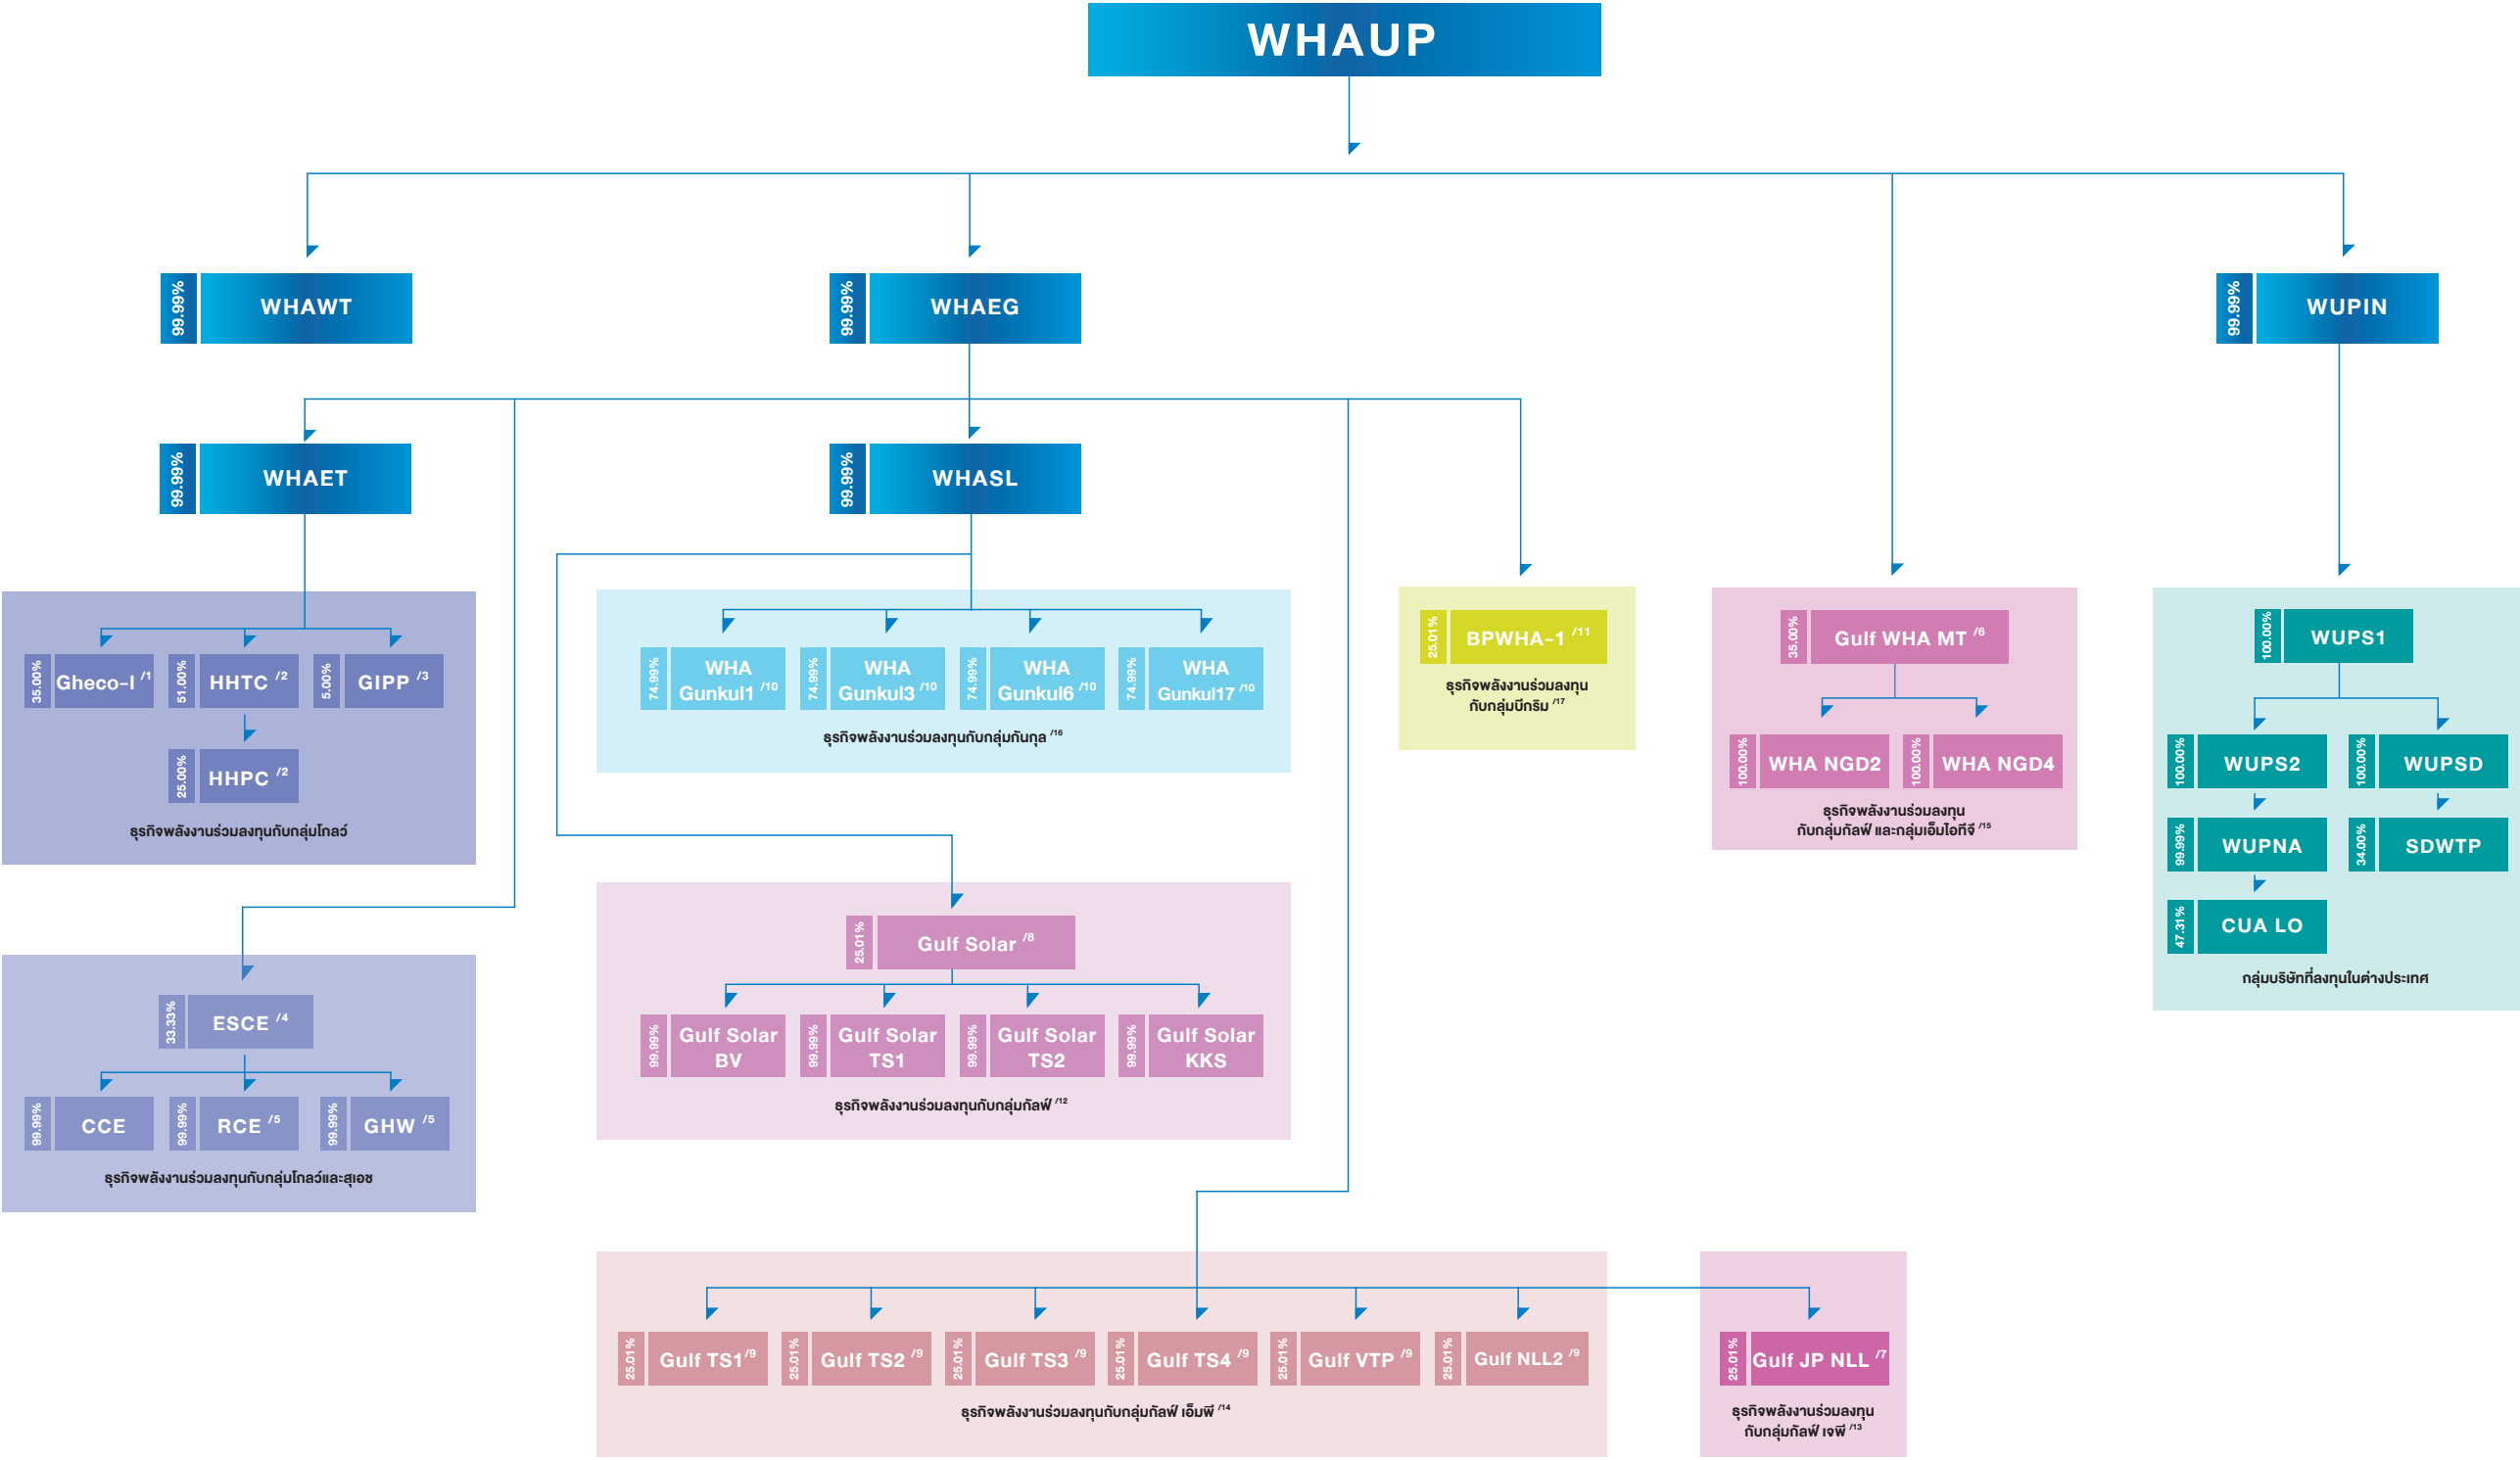 WHAUP
99.99%
WHAWT
99.99%
WHAEG
99.99%
WUPIN
99.99%
WHAET
99.99%
WHASL
35.00%
Gheco-I /1
51.00%
HHTC /2
5.00%
GIPP /3
25.00%
HHPC /2
ธุรกิจพลังงานร่วมลงทุนกับกลุ่มโกลว์
33.33%
ESCE /4
99.99%
CCE
99.99%
RCE /5
99.99%
GHW /5
ธุรกิจพลังงานร่วมลงทุนกับกลุ่มโกลว์และสุเอซ
74.99%
WHA
Gunkul1 /10
74.99%
WHA
Gunkul3 /10
74.99%
WHA
Gunkul6 /10
74.99%
WHA
Gunkul17 /10
ธุรกิจพลังงานร่วมลงทุนกับกลุ่มกันกุล /16
25.01%
Gulf Solar /8
99.99%
Gulf Solar
BV
99.99%
Gulf Solar
TS1
99.99%
Gulf Solar
TS2
99.99%
Gulf Solar
KKS
ธุรกิจพลังงานร่วมลงทุนกับกลุ่มกัลฟ์ /12
25.01%
BPWHA-1 /11
ธุรกิจพลังงานร่วมลงทุน
กับกลุ่มบีกริม /17
35.00%
Gulf WHA MT /6
100.00%
WHA NGD2
100.00%
WHA NGD4
ธุรกิจพลังงานร่วมลงทุน
กับกลุ่มกัลฟ์ และกลุ่มเอ็มไอทีจี /15
100.00%
WUPS1
100.00%
WUPS2
100.00%
WUPSD
99.99%
WUPNA
34.00%
SDWTP
47.31%
CUA LO
กลุ่มบริษัทที่ลงทุนในต่างประเทศ
25.01%
Gulf TS1 /9
25.01%
Gulf TS2 /9
25.01%
Gulf TS3 /9
25.01%
Gulf TS4 /9
25.01%
Gulf VTP /9
25.01%
Gulf NLL2 /9
ธุรกิจพลังงานร่วมลงทุนกับกลุ่มกัลฟ์ เอ็มพี /14
25.01%
Gulf JP NLL /7
ธุรกิจพลังงานร่วมลงทุน
กับกลุ่มกัลฟ์ เจพี /13